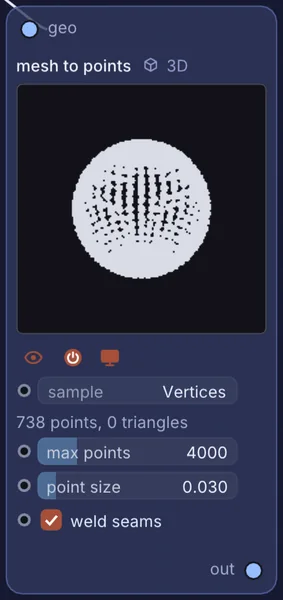 geo
mesh to points 3D
sample Vertices
738 points, 0 triangles
max points 4000
point size 0.030
weld seams
out